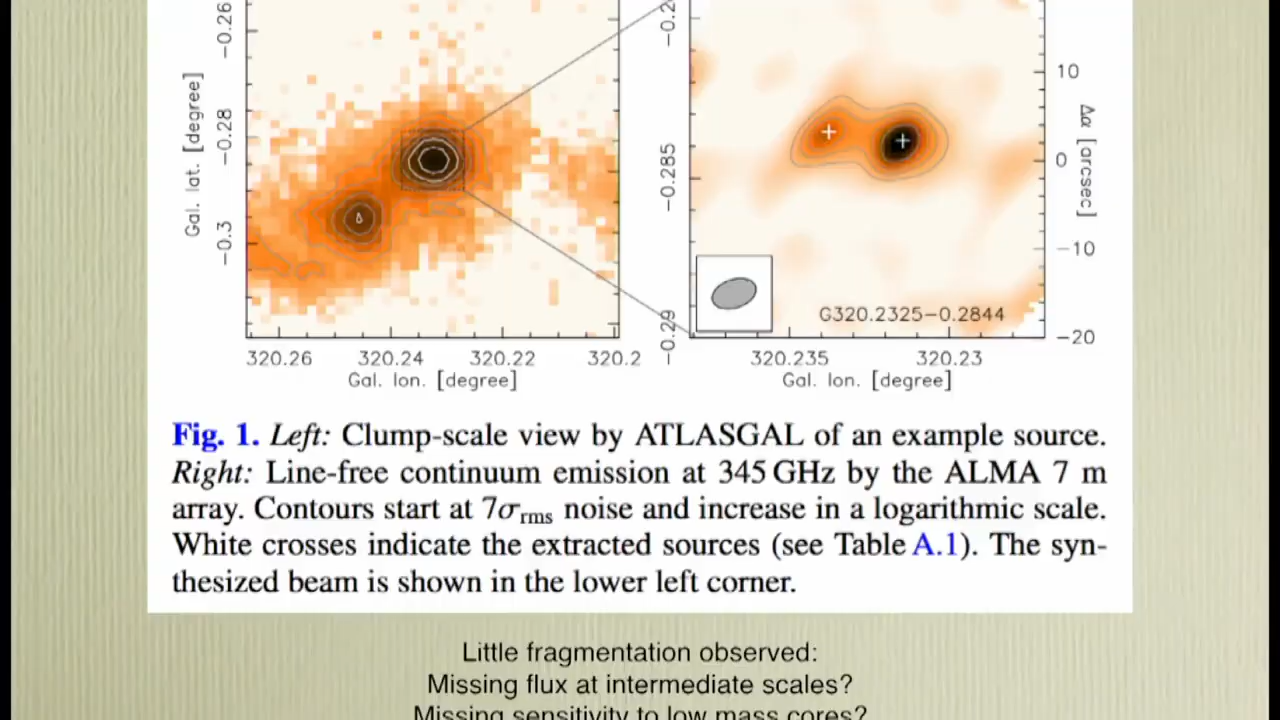 −0.26
−0.28
−0.3
Gal. lat. [degree]
320.26
320.24
320.22
320.2
Gal. lon. [degree]
−0.285
−0.29
10
0
−10
−20
Δα [arcsec]
G320.2325−0.2844
320.235
320.23
Gal. lon. [degree]
Fig. 1. Left: Clump-scale view by ATLASGAL of an example source.
Right: Line-free continuum emission at 345 GHz by the ALMA 7 m
array. Contours start at 7σrms noise and increase in a logarithmic scale.
White crosses indicate the extracted sources (see Table A.1). The syn-
thesized beam is shown in the lower left corner.
Little fragmentation observed:
Missing flux at intermediate scales?
Missing sensitivity to low mass cores?